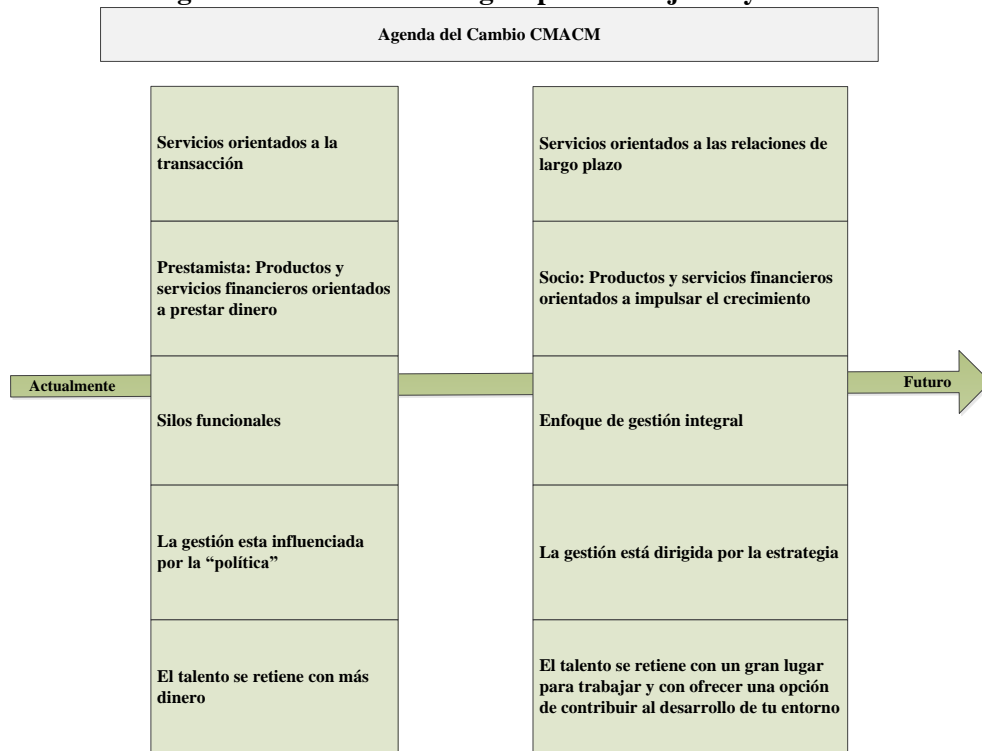 Agenda del Cambio CMACM
Servicios orientados a la
transacción
Servicios orientados a las relaciones de
largo plazo
Prestamista: Productos y
servicios financieros orientados
a prestar dinero
Socio: Productos y servicios financieros
orientados a impulsar el crecimiento
Actualmente
Futuro
Silos funcionales
Enfoque de gestión integral
La gestión esta influenciada
por la “política”
La gestión está dirigida por la estrategia
El talento se retiene con más
dinero
El talento se retiene con un gran lugar
para trabajar y con ofrecer una opción
de contribuir al desarrollo de tu entorno